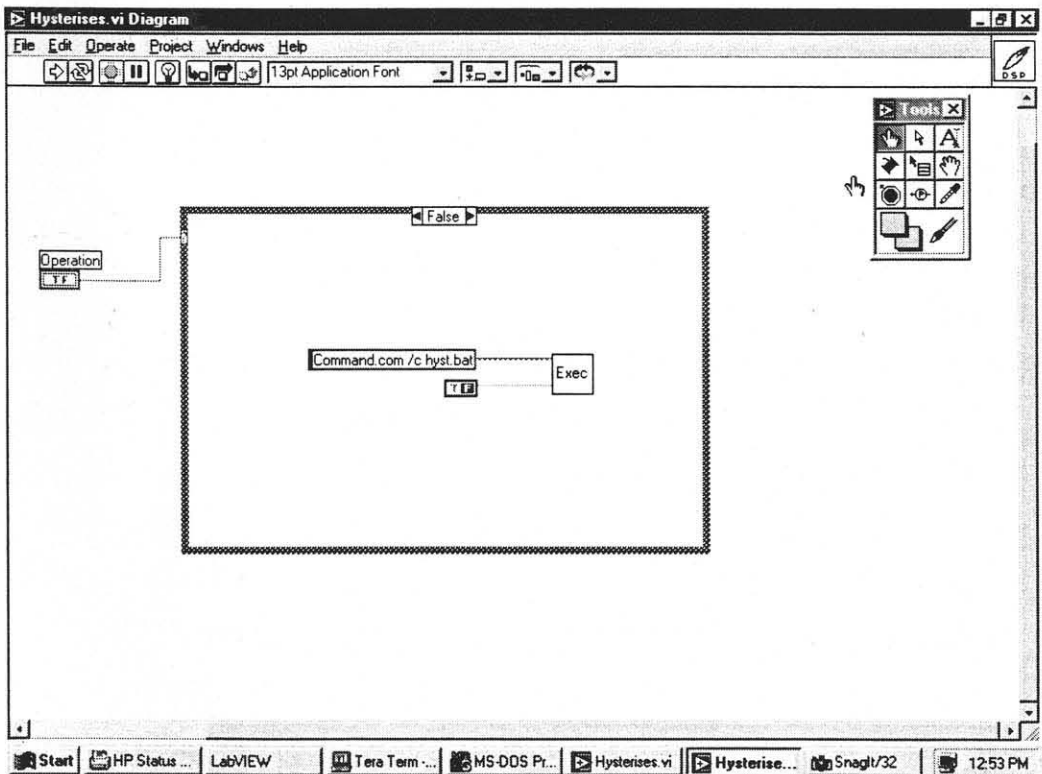 Hysterises.vi Diagram
File Edit Operate Project Windows Help
13pt Application Font
DSP
Tools
A
False
Operation
TF
Command.com /c hyst.bat
T F
Exec
Start HP Status ... LabVIEW Tera Term -... MS-DOS Pr... Hysterises.vi Hysterise... SnagIt/32 12:53 PM